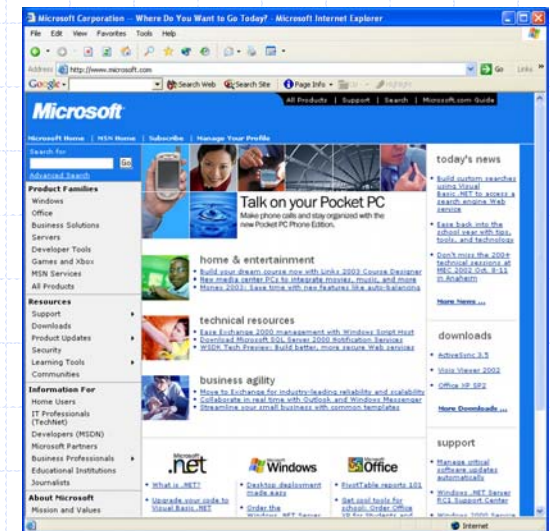 Microsoft Corporation -- Where Do You Want to Go Today? - Microsoft Internet Explorer
File Edit View Favorites Tools Help
Address http://www.microsoft.com Go Links »
Google Search Web Search Site Page Info
All Products | Support | Search | Microsoft.com Guide
Microsoft
Microsoft Home | MSN Home | Subscribe | Manage Your Profile
Search for
Go
Advanced Search
Product Families
Windows
Office
Business Solutions
Servers
Developer Tools
Games and Xbox
MSN Services
All Products
Resources
Support
Downloads
Product Updates
Security
Learning Tools
Communities
Information For
Home Users
IT Professionals
(TechNet)
Developers (MSDN)
Microsoft Partners
Business Professionals
Educational Institutions
Journalists
About Microsoft
Mission and Values
Talk on your Pocket PC
Make phone calls and stay organized with the
new Pocket PC Phone Edition.
home & entertainment
Build your dream course now with Links 2003 Course Designer
New media center PCs to integrate movies, music, and more
Money 2003: Save time with new features like auto-balancing
technical resources
Ease Exchange 2000 management with Windows Script Host
Download Microsoft SQL Server 2000 Notification Services
WSDK Tech Preview: Build better, more secure Web services
business agility
Move to Exchange for industry-leading reliability and scalability
Collaborate in real time with Outlook and Windows Messenger
Streamline your small business with common templates
.net
What is .NET?
Upgrade your code to
Visual Basic .NET
Windows
Desktop deployment
made easy
Order the
Windows .NET Server
Office
PivotTable reports 101
Get cool tools for
school: Order Office
XP for Students and
today's news
Build custom searches
using Visual
Basic .NET to access a
search engine Web
service
Ease back into the
school year with tips,
tools, and technology
Don't miss the 200+
technical sessions at
MEC 2002 Oct. 8-11
in Anaheim
More News ...
downloads
ActiveSync 3.5
Visio Viewer 2002
Office XP SP2
More Downloads ...
support
Manage critical
software updates
automatically
Windows .NET Server
RC1 Support Center
Windows 2000 Service
Internet